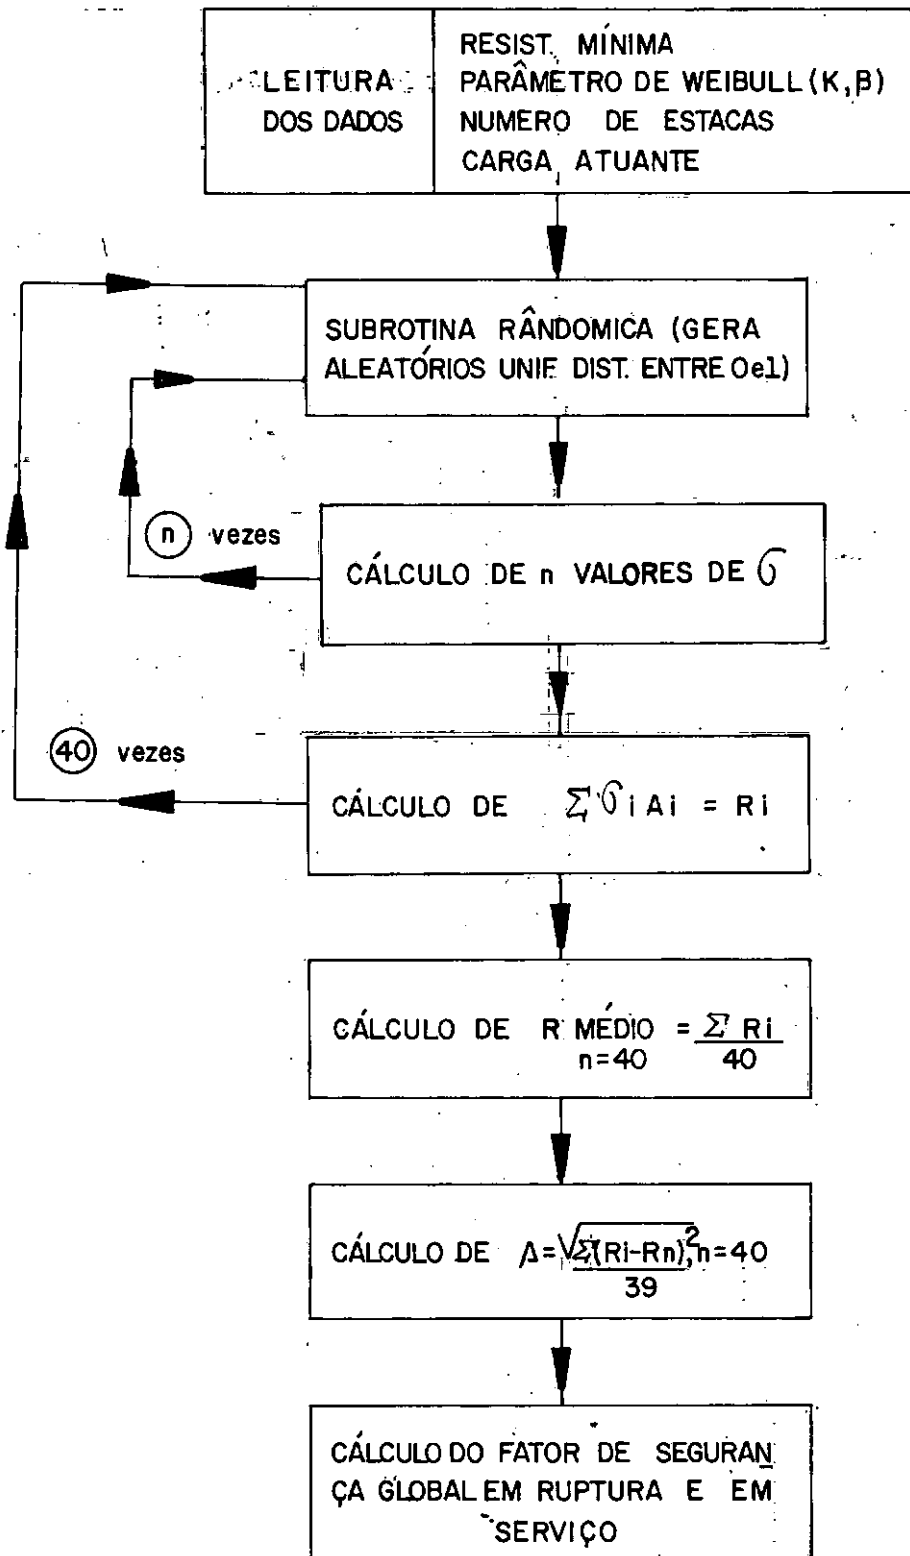 LEITURA
DOS DADOS
RESIST. MÍNIMA
PARÂMETRO DE WEIBULL (K,β)
NUMERO DE ESTACAS
CARGA ATUANTE
SUBROTINA RÂNDOMICA (GERA
ALEATÓRIOS UNIF. DIST. ENTRE 0e1)
n vezes
CÁLCULO DE n VALORES DE σ
40 vezes
CÁLCULO DE Σ σi Ai = Ri
CÁLCULO DE R MÉDIO = Σ Ri
n=40 40
CÁLCULO DE s=√Σ(Ri-Rn)², n=40
39
CÁLCULO DO FATOR DE SEGURAN
ÇA GLOBAL EM RUPTURA E EM
SERVIÇO